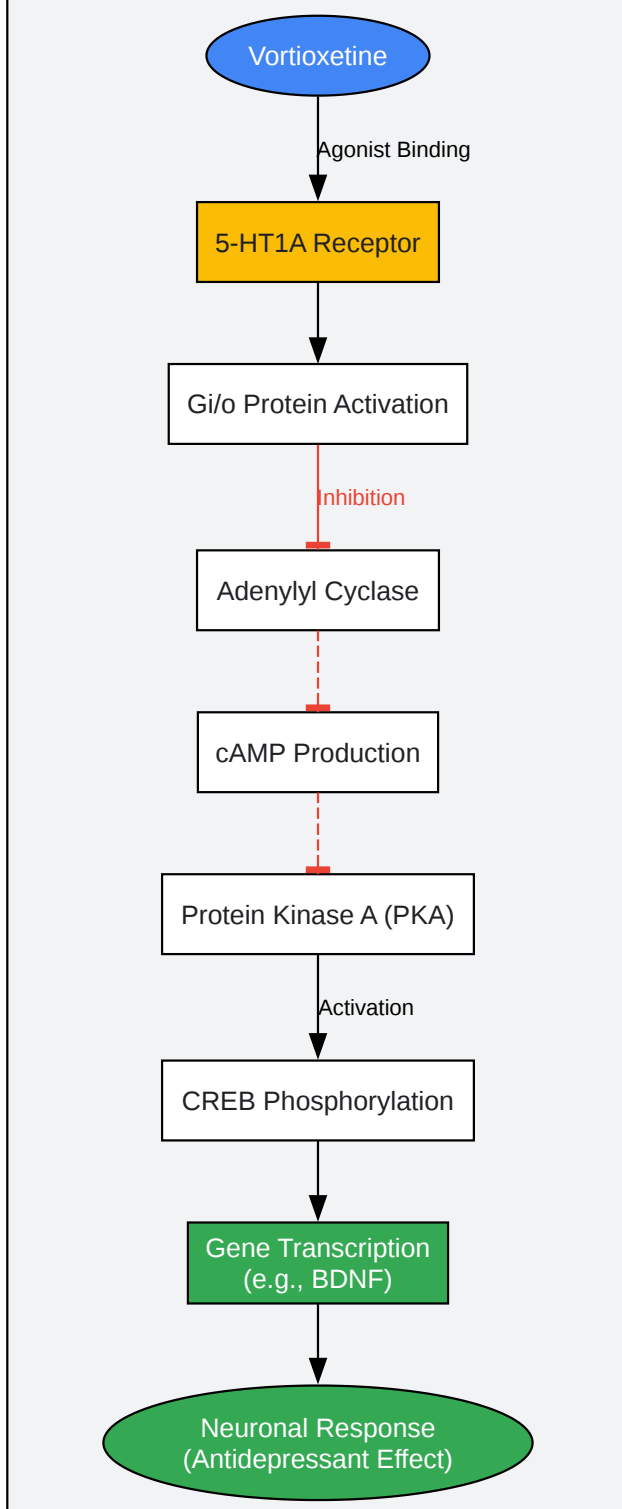 Vortioxetine
Agonist Binding
5-HT1A Receptor
Gi/o Protein Activation
Inhibition
Adenylyl Cyclase
cAMP Production
Protein Kinase A (PKA)
Activation
CREB Phosphorylation
Gene Transcription
(e.g., BDNF)
Neuronal Response
(Antidepressant Effect)